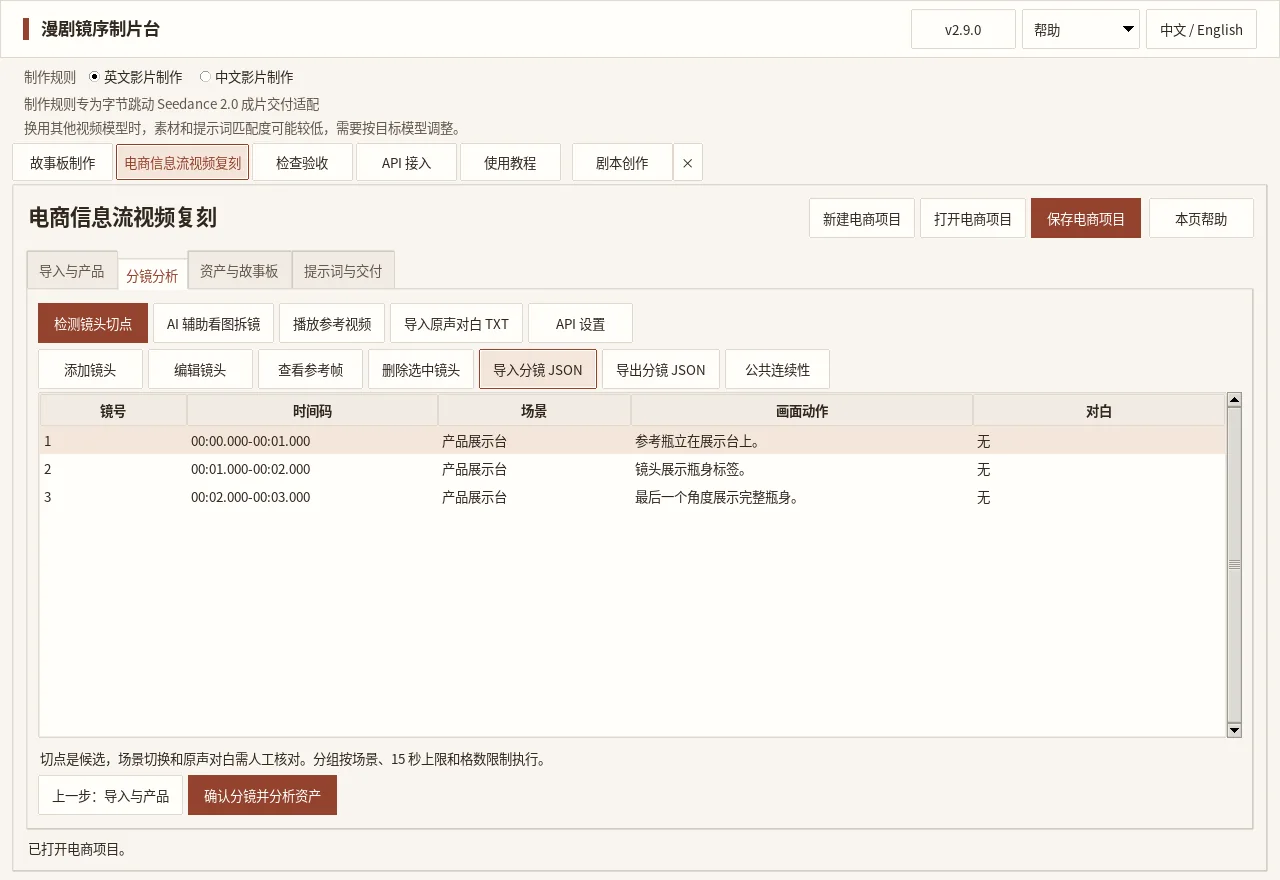 漫剧镜序制片台
v2.9.0 帮助 中文 / English
制作规则 英文影片制作 中文影片制作
制作规则专为字节跳动 Seedance 2.0 成片交付适配
换用其他视频模型时，素材和提示词匹配度可能较低，需要按目标模型调整。
故事板制作 电商信息流视频复刻 检查验收 API 接入 使用教程 剧本创作 ×
电商信息流视频复刻
新建电商项目 打开电商项目 保存电商项目 本页帮助
导入与产品 分镜分析 资产与故事板 提示词与交付
检测镜头切点 AI 辅助看图拆镜 播放参考视频 导入原声对白 TXT API 设置
添加镜头 编辑镜头 查看参考帧 删除选中镜头 导入分镜 JSON 导出分镜 JSON 公共连续性
镜号 时间码 场景 画面动作 对白
1 00:00.000-00:01.000 产品展示台 参考瓶立在展示台上。 无
2 00:01.000-00:02.000 产品展示台 镜头展示瓶身标签。 无
3 00:02.000-00:03.000 产品展示台 最后一个角度展示完整瓶身。 无
切点是候选，场景切换和原声对白需人工核对。分组按场景、15 秒上限和格数限制执行。
上一步：导入与产品 确认分镜并分析资产
已打开电商项目。